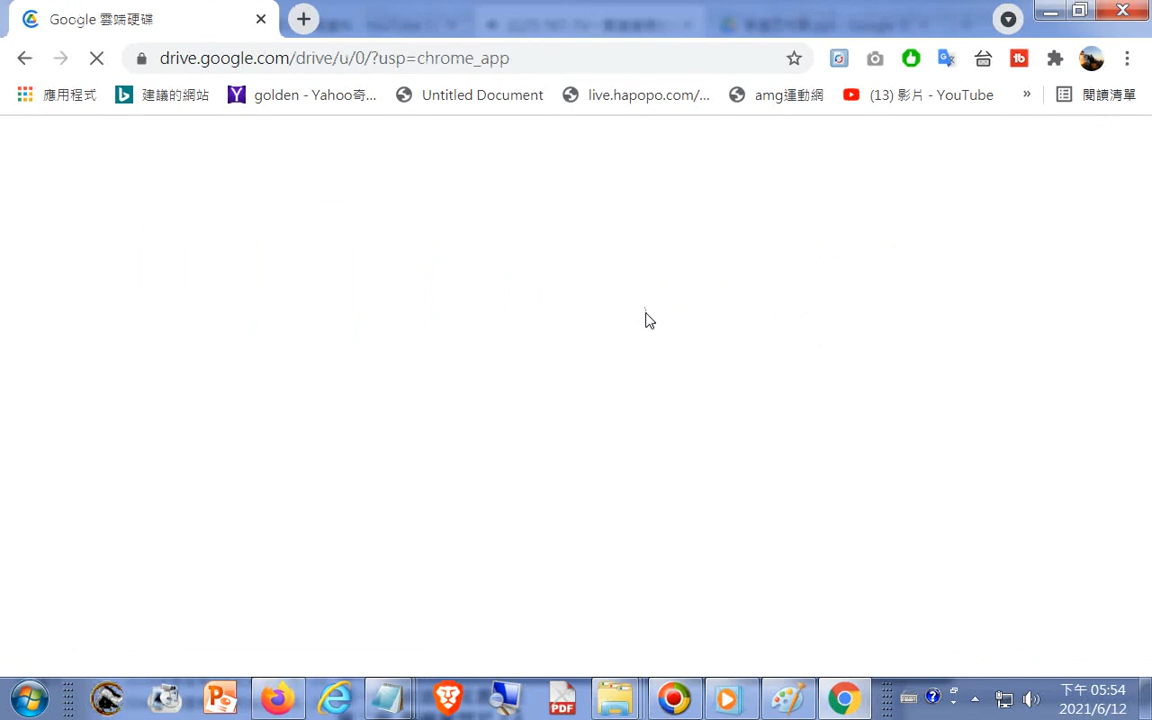 Google 雲端硬碟
drive.google.com/drive/u/0/?usp=chrome_app
應用程式 建議的網站 golden - Yahoo奇... Untitled Document live.hapopo.com/... amg運動網 (13) 影片 - YouTube » 閱讀清單
PDF
下午 05:54
2021/6/12